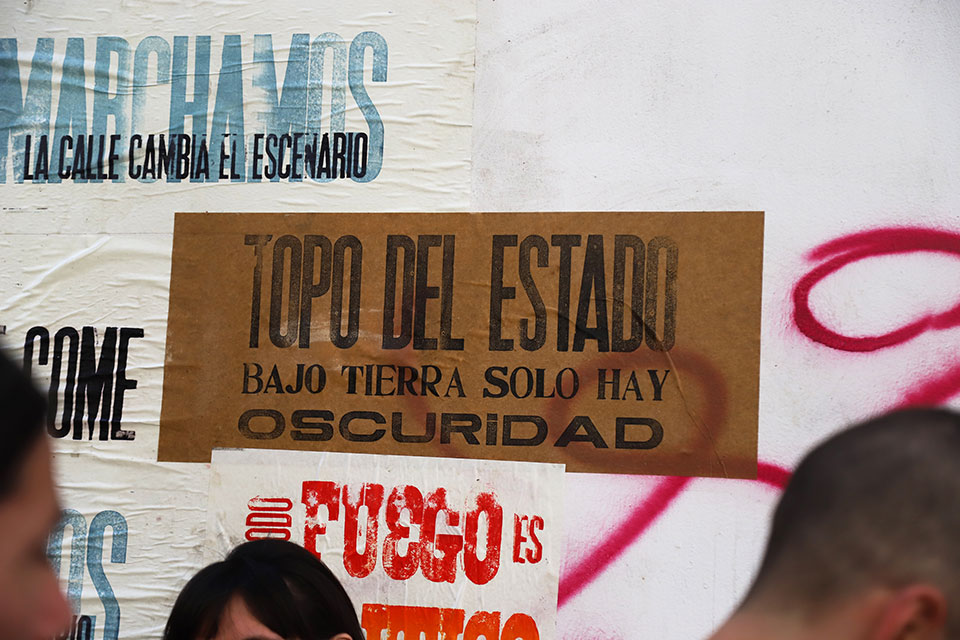 MARCHAMOS
LA CALLE CAMBIA EL ESCENARIO
TOPO DEL ESTADO
BAJO TIERRA SOLO HAY
OSCURIDAD
COME
FUEGO ES